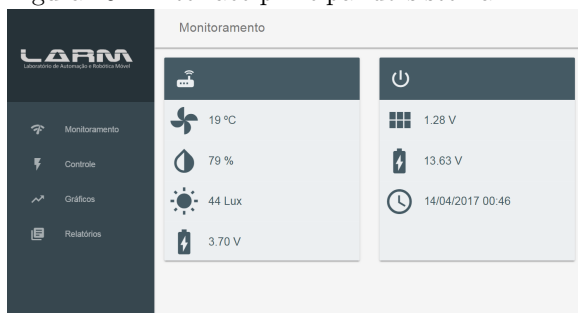 LARM
Laboratório de Automação e Robótica Móvel
Monitoramento
Controle
Gráficos
Relatórios
Monitoramento
19 ºC
79 %
44 Lux
3.70 V
1.28 V
13.63 V
14/04/2017 00:46